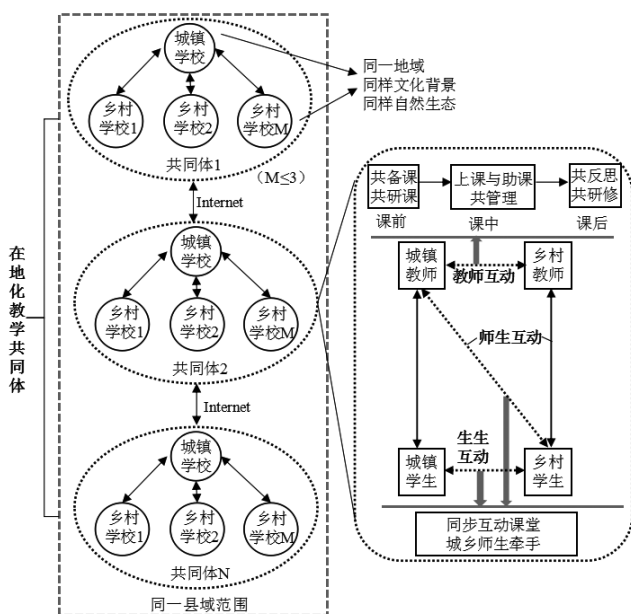 在地化教学共同体
城镇
学校
乡村
学校1
乡村
学校2
乡村
学校M
共同体1
（M≤3）
同一地域
同样文化背景
同样自然生态
Internet
城镇
学校
乡村
学校1
乡村
学校2
乡村
学校M
共同体2
Internet
城镇
学校
乡村
学校1
乡村
学校2
乡村
学校M
共同体N
同一县域范围
共备课
共研课
上课与助课
共管理
共反思
共研修
课前
课中
课后
城镇
教师
乡村
教师
教师互动
师生互动
生生
互动
城镇
学生
乡村
学生
同步互动课堂
城乡师生牵手